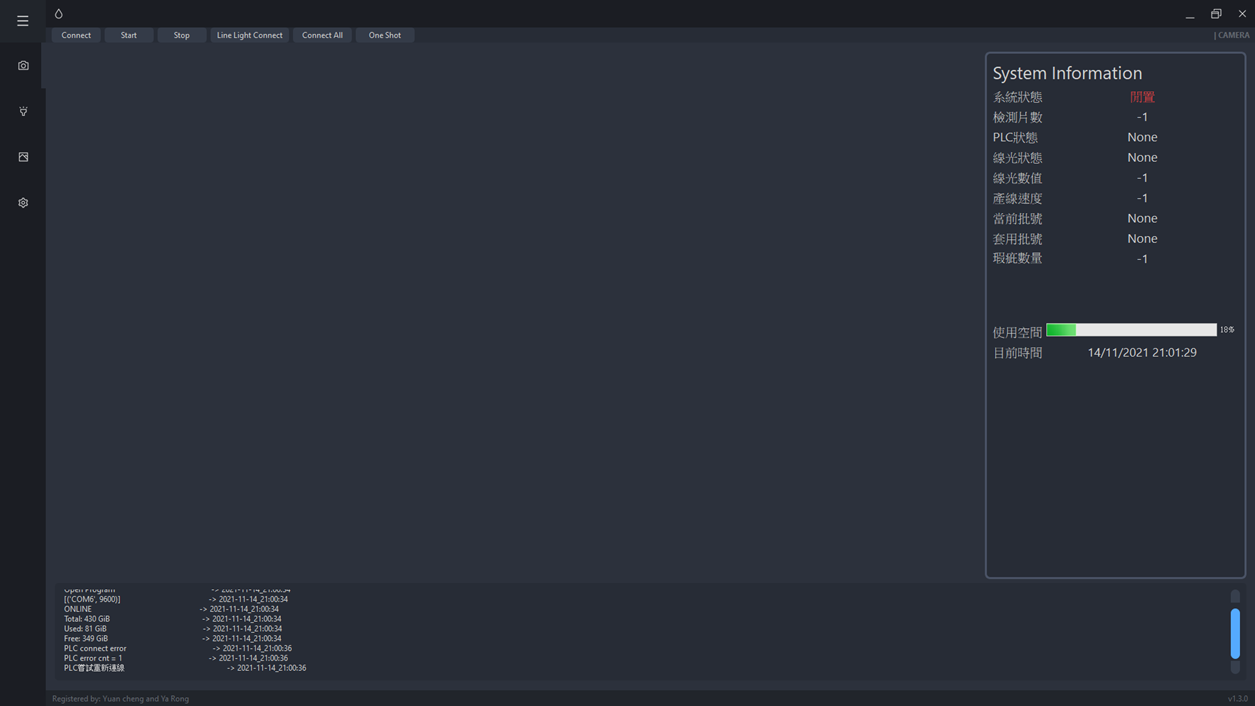 Connect
Start
Stop
Line Light Connect
Connect All
One Shot
| CAMERA
System Information
系統狀態 閒置
檢測片數 -1
PLC狀態 None
線光狀態 None
線光數值 -1
產線速度 -1
當前批號 None
套用批號 None
瑕疵數量 -1
使用空間 18%
目前時間 14/11/2021 21:01:29
Open Program -> 2021-11-14_21:00:34
[('COM6', 9600)] -> 2021-11-14_21:00:34
ONLINE -> 2021-11-14_21:00:34
Total: 430 GiB -> 2021-11-14_21:00:34
Used: 81 GiB -> 2021-11-14_21:00:34
Free: 349 GiB -> 2021-11-14_21:00:34
PLC connect error -> 2021-11-14_21:00:36
PLC error cnt = 1 -> 2021-11-14_21:00:36
PLC嘗試重新連線 -> 2021-11-14_21:00:36
Registered by: Yuan cheng and Ya Rong
v1.3.0